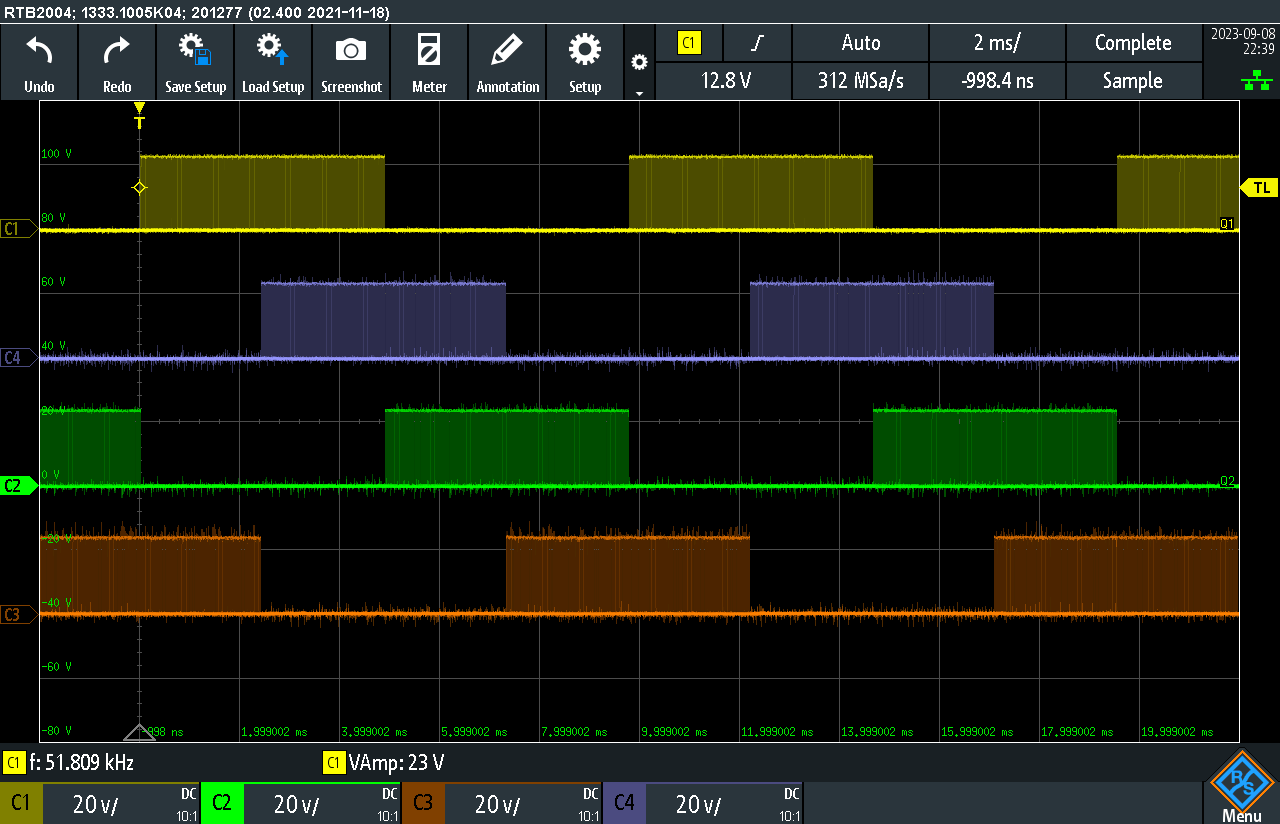 RTB2004; 1333.1005K04; 201277 (02.400 2021-11-18)
Undo
Redo
Save Setup
Load Setup
Screenshot
Meter
Annotation
Setup
C1
Auto
2 ms/
Complete
2023-09-08
22:39
12.8 V
312 MSa/s
-998.4 ns
Sample
T
100 V
TL
80 V
C1
Q1
60 V
40 V
C4
20 V
0 V
C2
Q2
-20 V
-40 V
C3
-60 V
-80 V
-998 ns
1,999002 ms
3,999002 ms
5,999002 ms
7,999002 ms
9,999002 ms
11,999002 ms
13,999002 ms
15,999002 ms
17,999002 ms
19,999002 ms
C1 f: 51.809 kHz
C1 VAmp: 23 V
C1 20 v/ DC 10:1
C2 20 v/ DC 10:1
C3 20 v/ DC 10:1
C4 20 v/ DC 10:1
R S
Menu